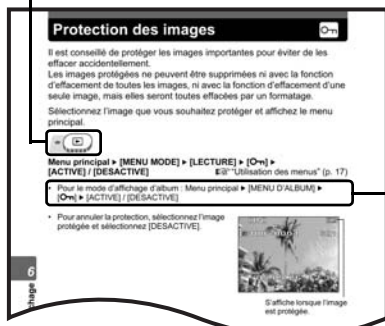 Protection des images
Il est conseillé de protéger les images importantes pour éviter de les
effacer accidentellement.
Les images protégées ne peuvent être supprimées ni avec la fonction
d'effacement de toutes les images, ni avec la fonction d'effacement d'une
seule image, mais elles seront toutes effacées par un formatage.
Sélectionnez l'image que vous souhaitez protéger et affichez le menu
principal.
Menu principal ▸ [MENU MODE] ▸ [LECTURE] ▸ [O⊓] ▸
[ACTIVE] / [DESACTIVE] "Utilisation des menus" (p. 17)
• Pour le mode d'affichage d'album : Menu principal ▸ [MENU D'ALBUM] ▸
[O⊓] ▸ [ACTIVE] / [DESACTIVE]
• Pour annuler la protection, sélectionnez l'image
protégée et sélectionnez [DESACTIVE].
6
chage
S'affiche lorsque l'image
est protégée.